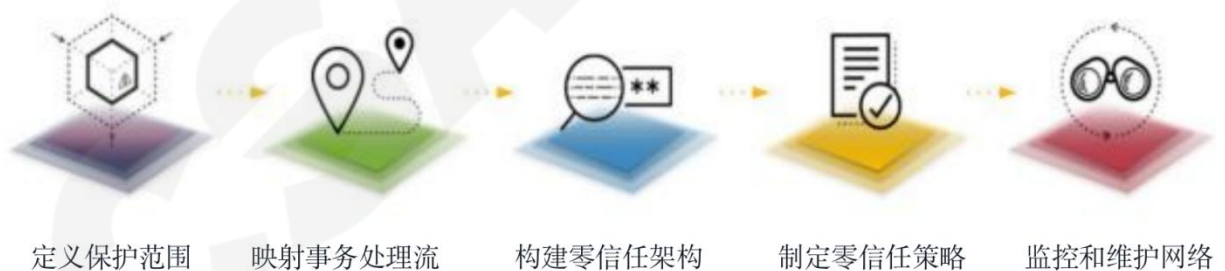 **
定义保护范围
映射事务处理流
构建零信任架构
制定零信任策略
监控和维护网络